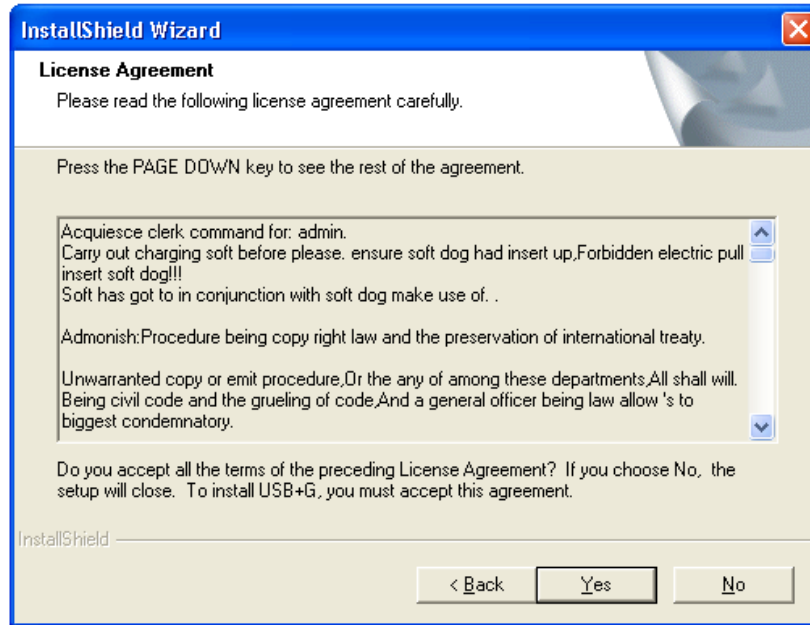 InstallShield Wizard
License Agreement
Please read the following license agreement carefully.
Press the PAGE DOWN key to see the rest of the agreement.
Acquiesce clerk command for: admin.
Carry out charging soft before please. ensure soft dog had insert up,Forbidden electric pull
insert soft dog!!!
Soft has got to in conjunction with soft dog make use of. .
Admonish:Procedure being copy right law and the preservation of international treaty.
Unwarranted copy or emit procedure,Or the any of among these departments,All shall will.
Being civil code and the grueling of code,And a general officer being law allow 's to
biggest condemnatory.
Do you accept all the terms of the preceding License Agreement? If you choose No, the
setup will close. To install USB+G, you must accept this agreement.
InstallShield
< Back Yes No